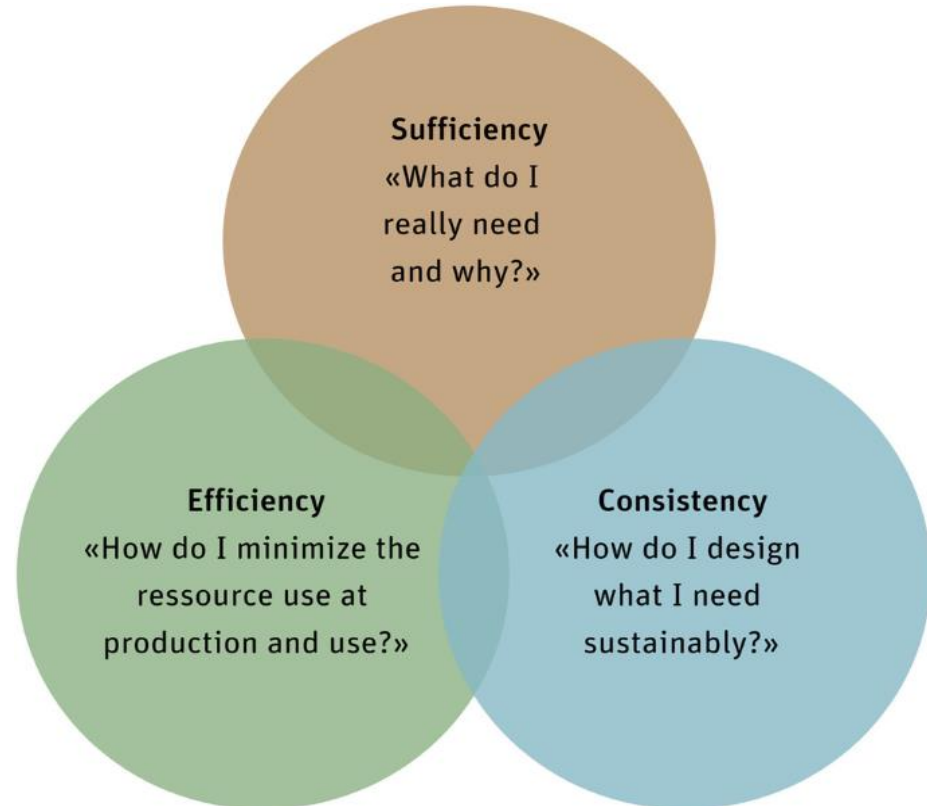 Sufficiency
«What do I
really need
and why?»
Efficiency
«How do I minimize the
ressource use at
production and use?»
Consistency
«How do I design
what I need
sustainably?»